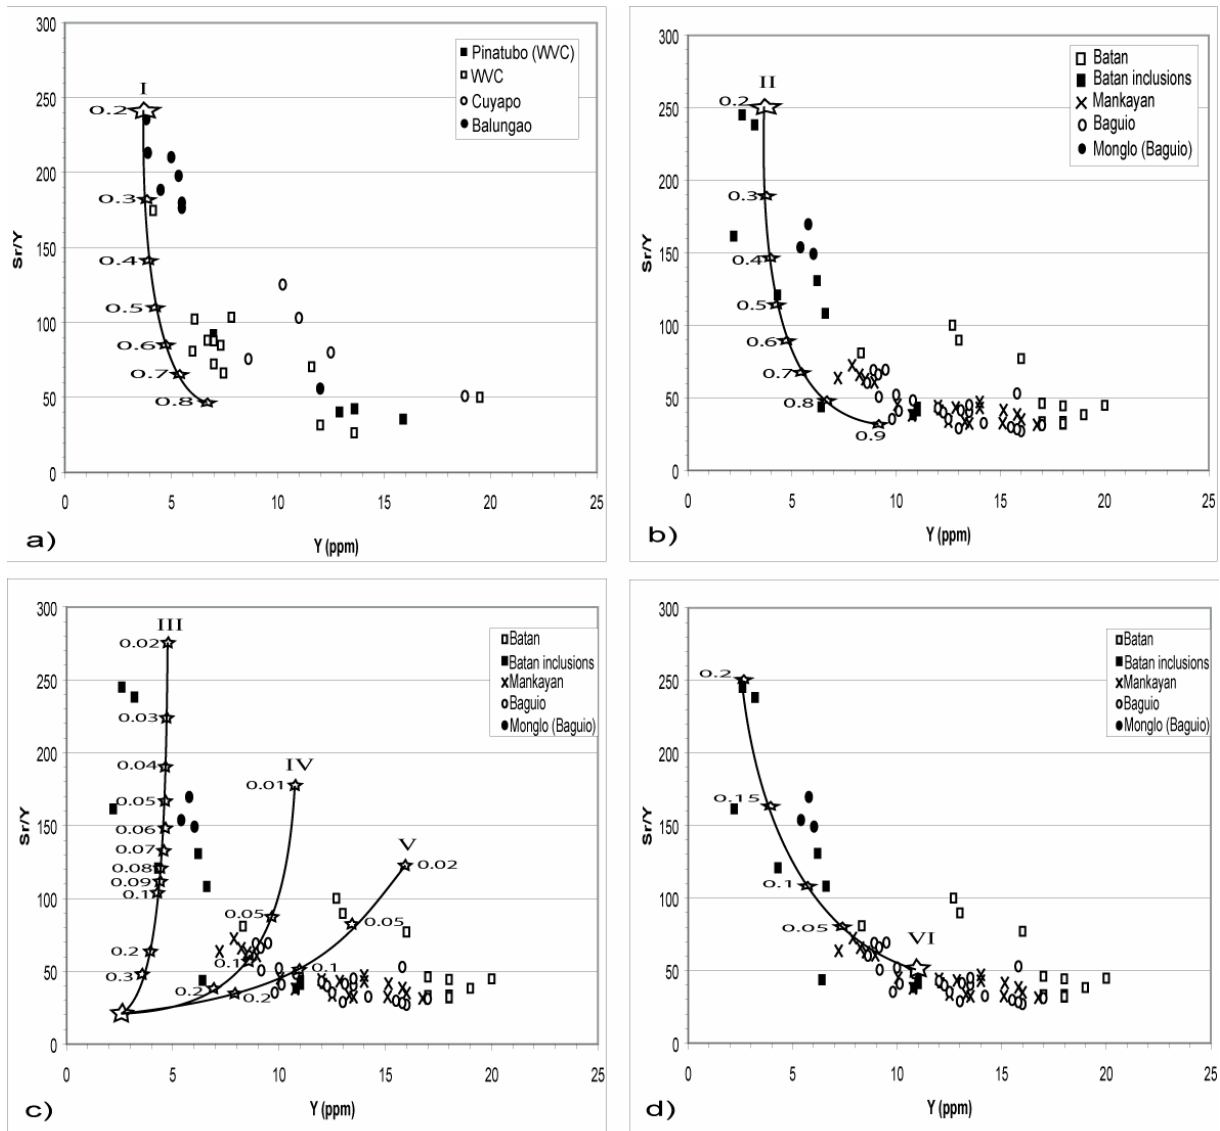 300
250
200
150
100
50
0
Sr/Y
0 5 10 15 20 25
Y (ppm)
a)
I
0.2
0.3
0.4
0.5
0.6
0.7
0.8
Pinatubo (WVC)
WVC
Cuyapo
Balungao
300
250
200
150
100
50
0
Sr/Y
0 5 10 15 20 25
Y (ppm)
b)
II
0.2
0.3
0.4
0.5
0.6
0.7
0.8
0.9
Batan
Batan inclusions
Mankayan
Baguio
Monglo (Baguio)
300
250
200
150
100
50
0
Sr/Y
0 5 10 15 20 25
Y (ppm)
c)
III
0.02
0.03
0.04
0.05
0.06
0.07
0.08
0.09
0.1
0.2
0.3
IV
0.01
0.05
0.1
0.2
V
0.02
0.05
0.1
0.2
Batan
Batan inclusions
Mankayan
Baguio
Monglo (Baguio)
300
250
200
150
100
50
0
Sr/Y
0 5 10 15 20 25
Y (ppm)
d)
0.2
0.15
0.1
0.05
VI
Batan
Batan inclusions
Mankayan
Baguio
Monglo (Baguio)